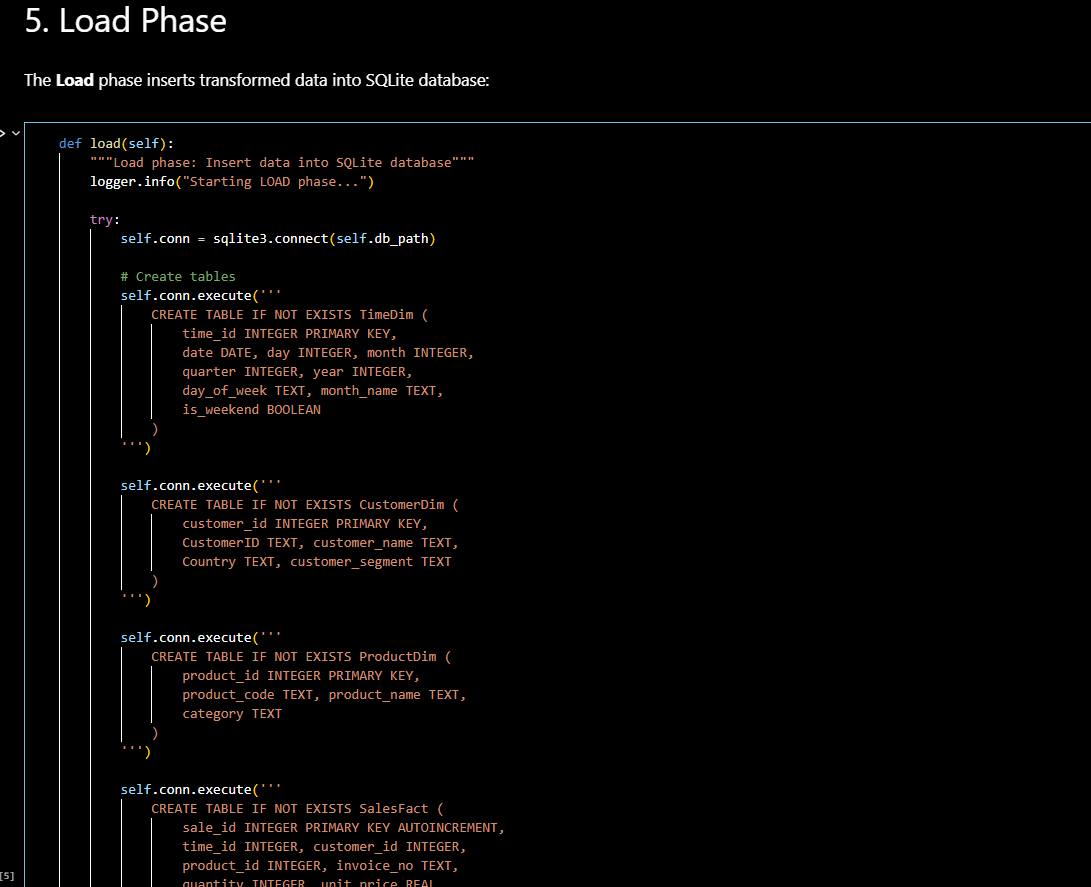 5. Load Phase
The Load phase inserts transformed data into SQLite database:
def load(self):
"""Load phase: Insert data into SQLite database"""
logger.info("Starting LOAD phase...")
try:
self.conn = sqlite3.connect(self.db_path)
# Create tables
self.conn.execute('''
CREATE TABLE IF NOT EXISTS TimeDim (
time_id INTEGER PRIMARY KEY,
date DATE, day INTEGER, month INTEGER,
quarter INTEGER, year INTEGER,
day_of_week TEXT, month_name TEXT,
is_weekend BOOLEAN
)
''')
self.conn.execute('''
CREATE TABLE IF NOT EXISTS CustomerDim (
customer_id INTEGER PRIMARY KEY,
CustomerID TEXT, customer_name TEXT,
Country TEXT, customer_segment TEXT
)
''')
self.conn.execute('''
CREATE TABLE IF NOT EXISTS ProductDim (
product_id INTEGER PRIMARY KEY,
product_code TEXT, product_name TEXT,
category TEXT
)
''')
self.conn.execute('''
CREATE TABLE IF NOT EXISTS SalesFact (
sale_id INTEGER PRIMARY KEY AUTOINCREMENT,
time_id INTEGER, customer_id INTEGER,
product_id INTEGER, invoice_no TEXT,
[5]
quantity INTEGER, unit_price REAL